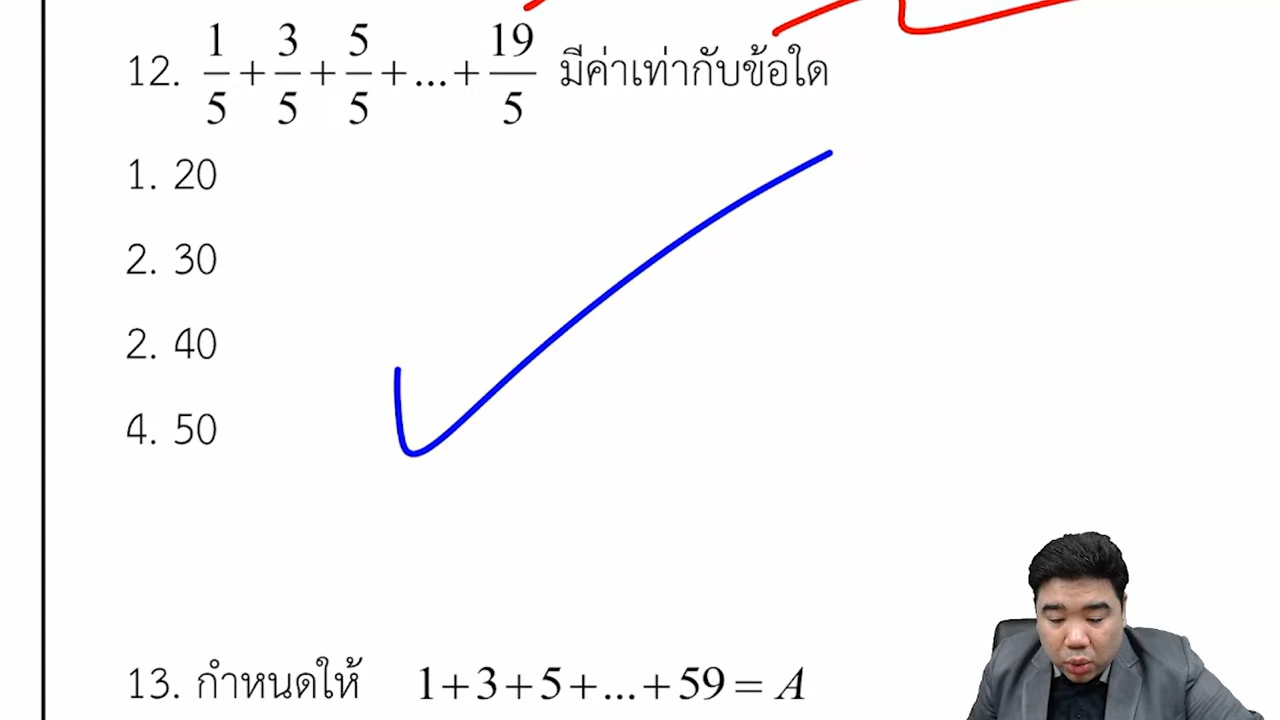 12. 1/5 + 3/5 + 5/5 + ... + 19/5 มีค่าเท่ากับข้อใด
1. 20
2. 30
2. 40
4. 50
13. กำหนดให้ 1+3+5+...+59 = A